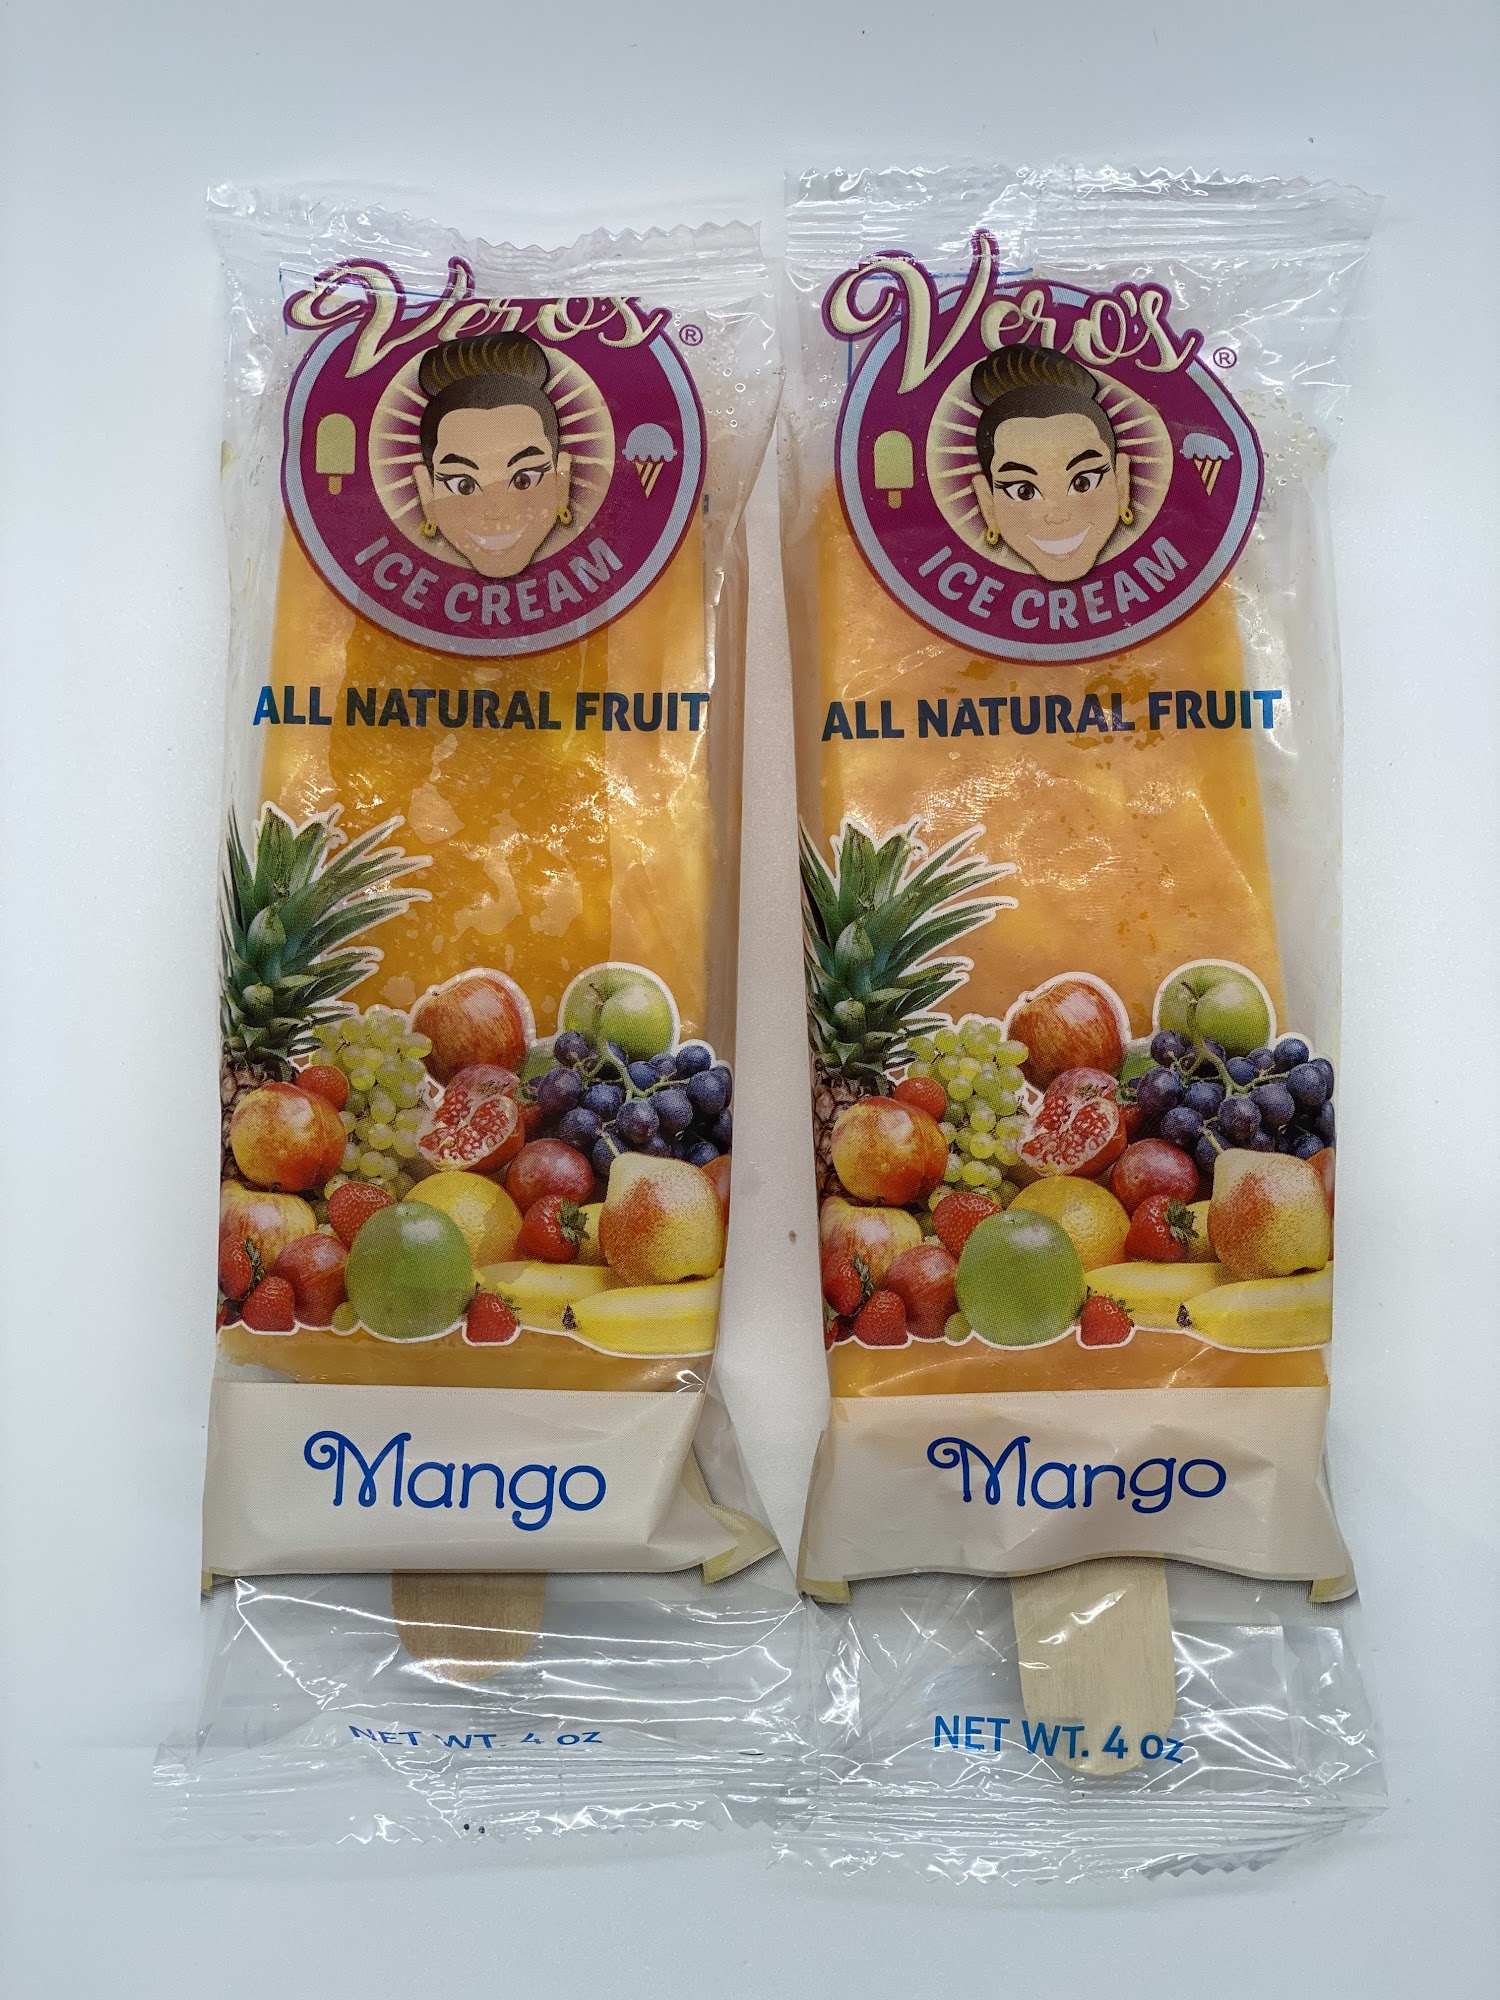 Vero's ®
ICE CREAM
ALL NATURAL FRUIT
Mango
NET WT. 4 oz
Vero's ®
ICE CREAM
ALL NATURAL FRUIT
Mango
NET WT. 4 oz